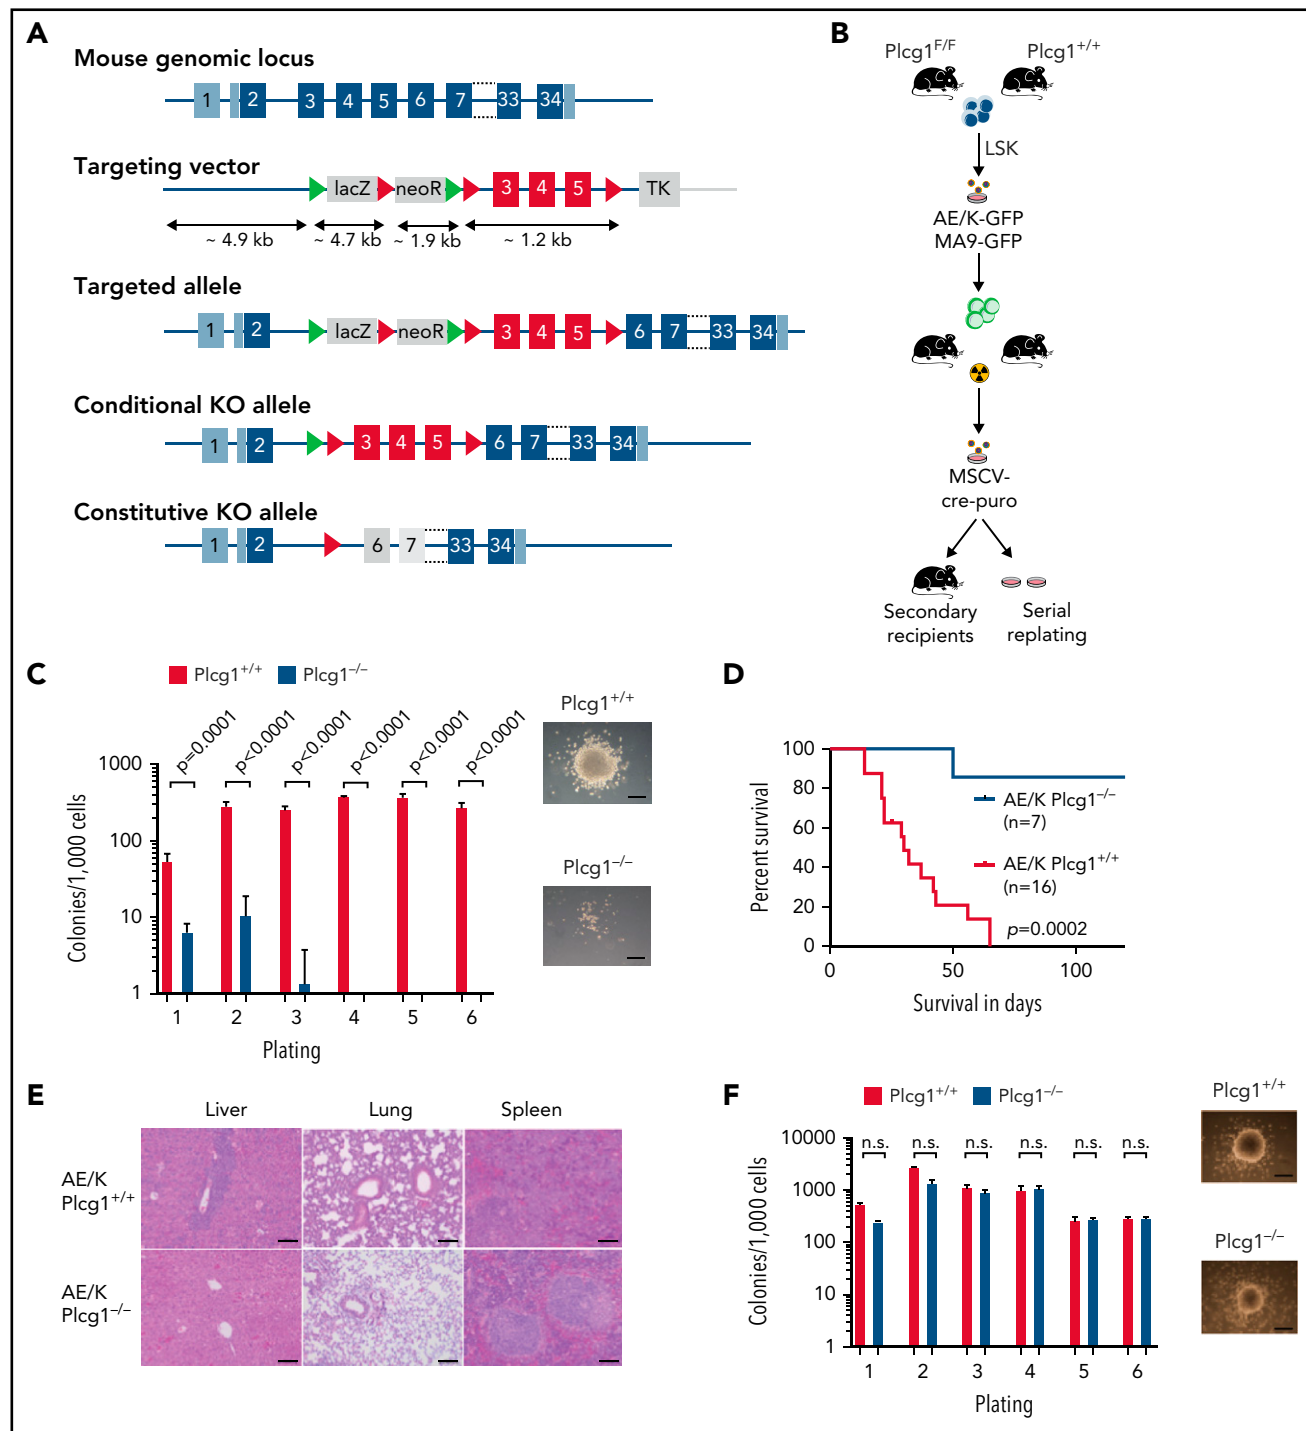 A
Mouse genomic locus
1 2 3 4 5 6 7 33 34
Targeting vector
lacZ neoR 3 4 5 TK
~ 4.9 kb ~ 4.7 kb ~ 1.9 kb ~ 1.2 kb
Targeted allele
1 2 lacZ neoR 3 4 5 6 7 33 34
Conditional KO allele
1 2 3 4 5 6 7 33 34
Constitutive KO allele
1 2 6 7 33 34
B
Plcg1F/F Plcg1+/+
LSK
AE/K-GFP
MA9-GFP
MSCV-
cre-puro
Secondary
recipients
Serial
replating
C
Plcg1+/+ Plcg1–/–
p=0.0001 p<0.0001 p<0.0001 p<0.0001 p<0.0001 p<0.0001
Colonies/1,000 cells
1000
100
10
1
1 2 3 4 5 6
Plating
Plcg1+/+
Plcg1–/–
D
Percent survival
100
80
60
40
20
0
0 50 100
Survival in days
AE/K Plcg1–/–
(n=7)
AE/K Plcg1+/+
(n=16)
p=0.0002
E
Liver Lung Spleen
AE/K
Plcg1+/+
AE/K
Plcg1–/–
F
Plcg1+/+ Plcg1–/–
n.s. n.s. n.s. n.s. n.s. n.s.
Colonies/1,000 cells
10000
1000
100
10
1
1 2 3 4 5 6
Plating
Plcg1+/+
Plcg1–/–